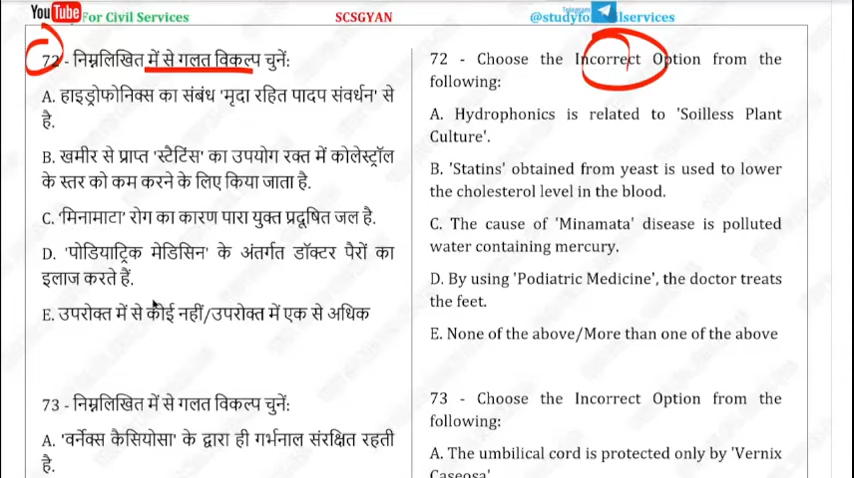 YouTube For Civil Services
SCSGYAN
Telegram
@studyfo lservices
72 - निम्नलिखित में से गलत विकल्प चुनें:
A. हाइड्रोफोनिक्स का संबंध 'मृदा रहित पादप संवर्धन' से
है.
B. खमीर से प्राप्त 'स्टैटिंस' का उपयोग रक्त में कोलेस्ट्रॉल
के स्तर को कम करने के लिए किया जाता है.
C. 'मिनामाटा' रोग का कारण पारा युक्त प्रदूषित जल है.
D. 'पोडियाट्रिक मेडिसिन' के अंतर्गत डॉक्टर पैरों का
इलाज करते हैं.
E. उपरोक्त में से कोई नहीं/उपरोक्त में एक से अधिक
73 - निम्नलिखित में से गलत विकल्प चुनें:
A. 'वर्नेक्स कैसियोसा' के द्वारा ही गर्भनाल संरक्षित रहती
है.
72 - Choose the Incorrect Option from the
following:
A. Hydrophonics is related to 'Soilless Plant
Culture'.
B. 'Statins' obtained from yeast is used to lower
the cholesterol level in the blood.
C. The cause of 'Minamata' disease is polluted
water containing mercury.
D. By using 'Podiatric Medicine', the doctor treats
the feet.
E. None of the above/More than one of the above
73 - Choose the Incorrect Option from the
following:
A. The umbilical cord is protected only by 'Vernix
Caseosa'